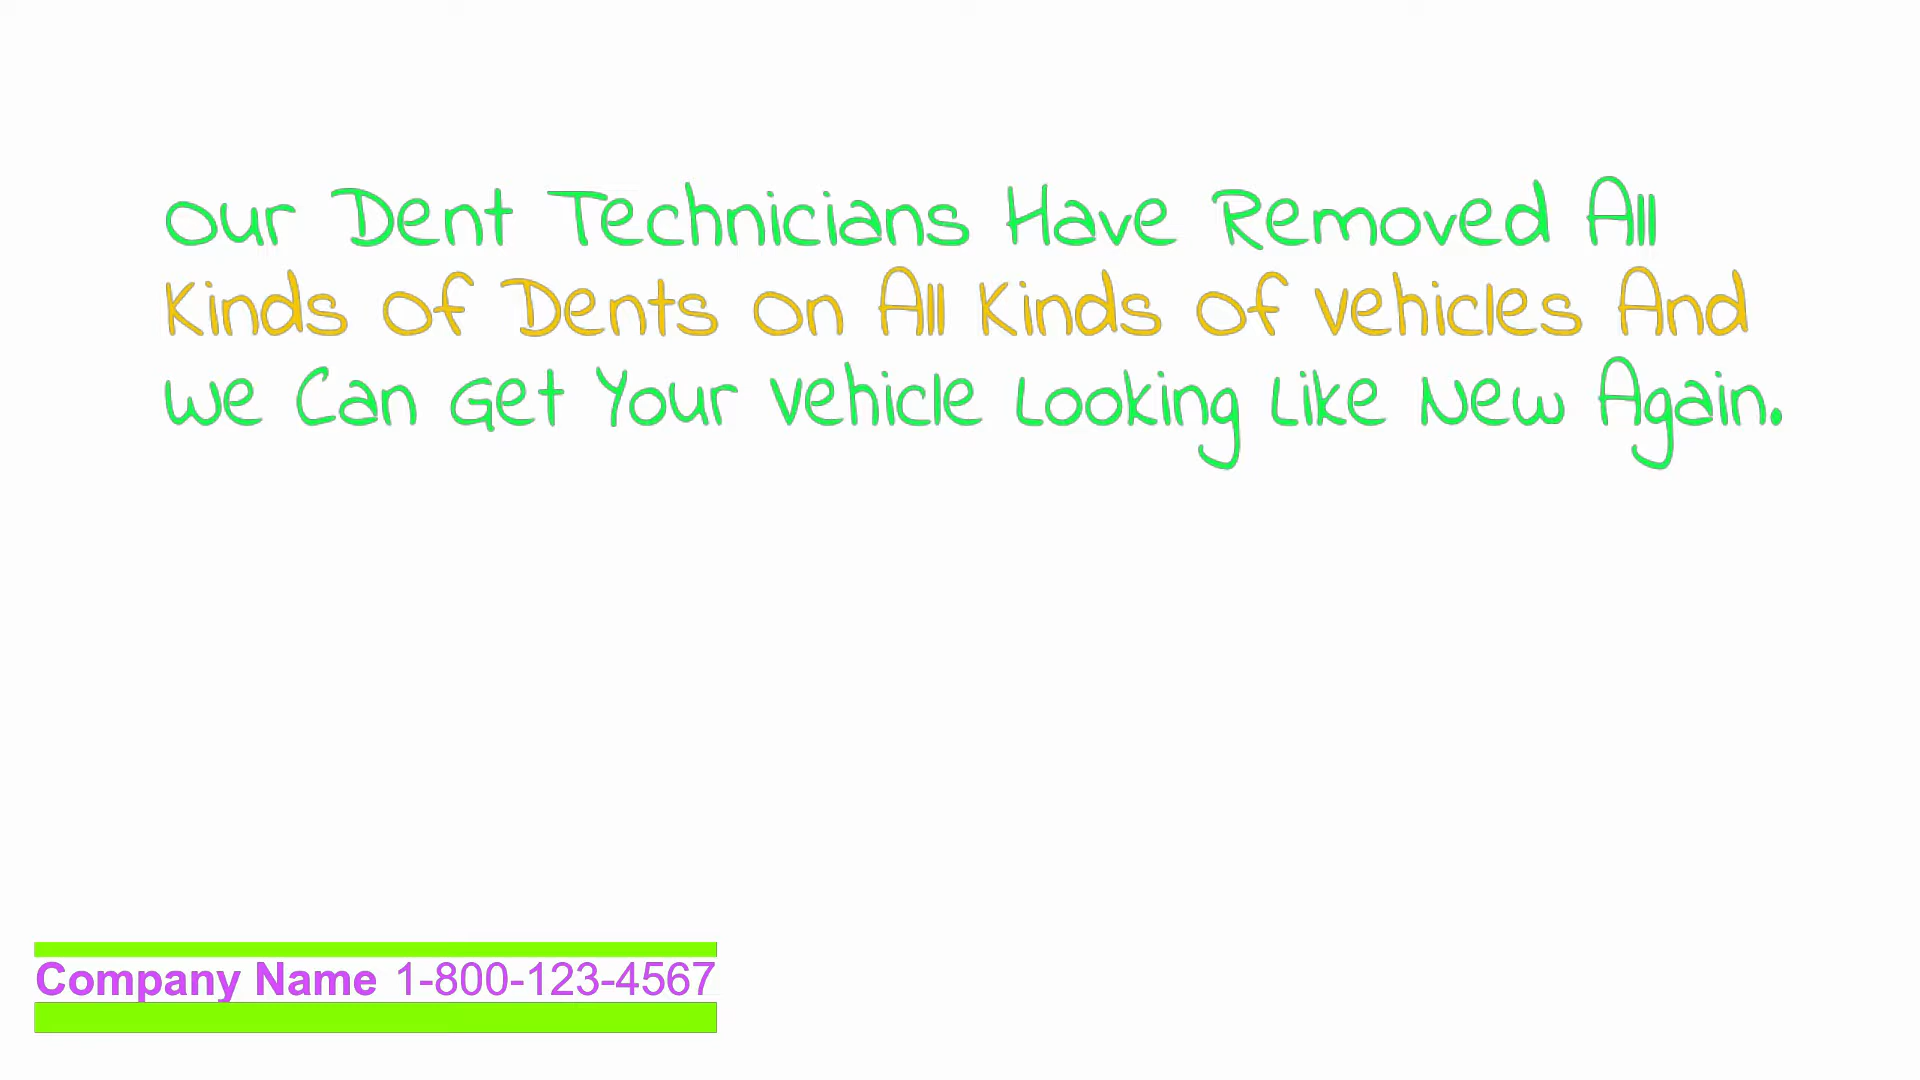 Our Dent Technicians Have Removed All
Kinds Of Dents On All Kinds Of Vehicles And
We Can Get Your Vehicle Looking Like New Again.
Company Name 1-800-123-4567